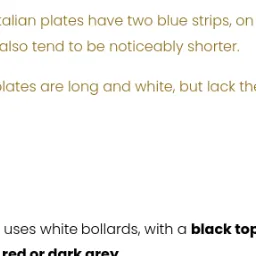 talian plates have two blue strips, on
also tend to be noticeably shorter.
plates are long and white, but lack the
uses white bollards, with a black top
red or dark grey